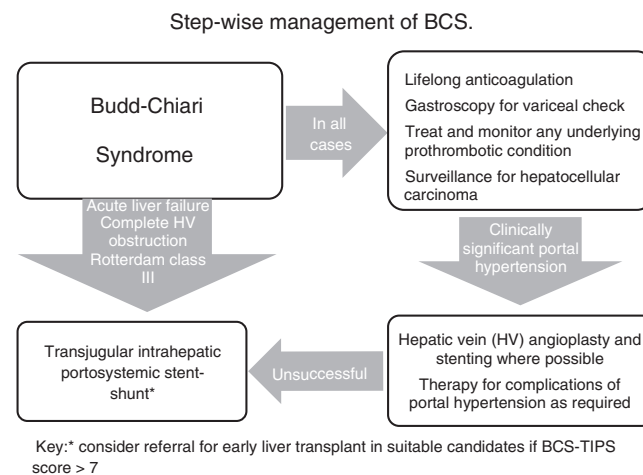 Step-wise management of BCS.
Budd-Chiari
Syndrome
In all
cases
Lifelong anticoagulation
Gastroscopy for variceal check
Treat and monitor any underlying
prothrombotic condition
Surveillance for hepatocellular
carcinoma
Acute liver failure
Complete HV
obstruction
Rotterdam class
III
Clinically
significant portal
hypertension
Transjugular intrahepatic
portosystemic stent-
shunt*
Unsuccessful
Hepatic vein (HV) angioplasty and
stenting where possible
Therapy for complications of
portal hypertension as required
Key:* consider referral for early liver transplant in suitable candidates if BCS-TIPS
score > 7